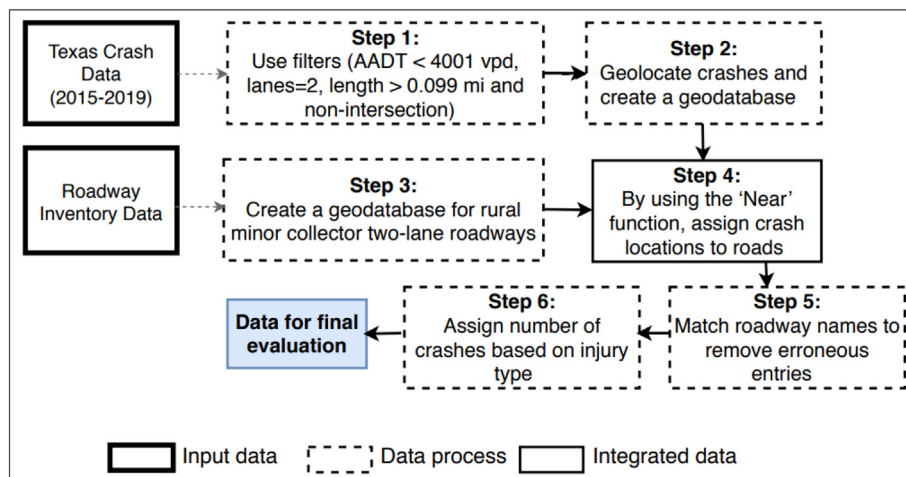 Texas Crash
Data
(2015-2019)
Step 1:
Use filters (AADT < 4001 vpd,
lanes=2, length > 0.099 mi and
non-intersection)
Step 2:
Geolocate crashes and
create a geodatabase
Roadway
Inventory Data
Step 3:
Create a geodatabase for rural
minor collector two-lane roadways
Step 4:
By using the ‘Near’
function, assign crash
locations to roads
Step 5:
Match roadway names to
remove erroneous
entries
Step 6:
Assign number of
crashes based on injury
type
Data for final
evaluation
Input data
Data process
Integrated data